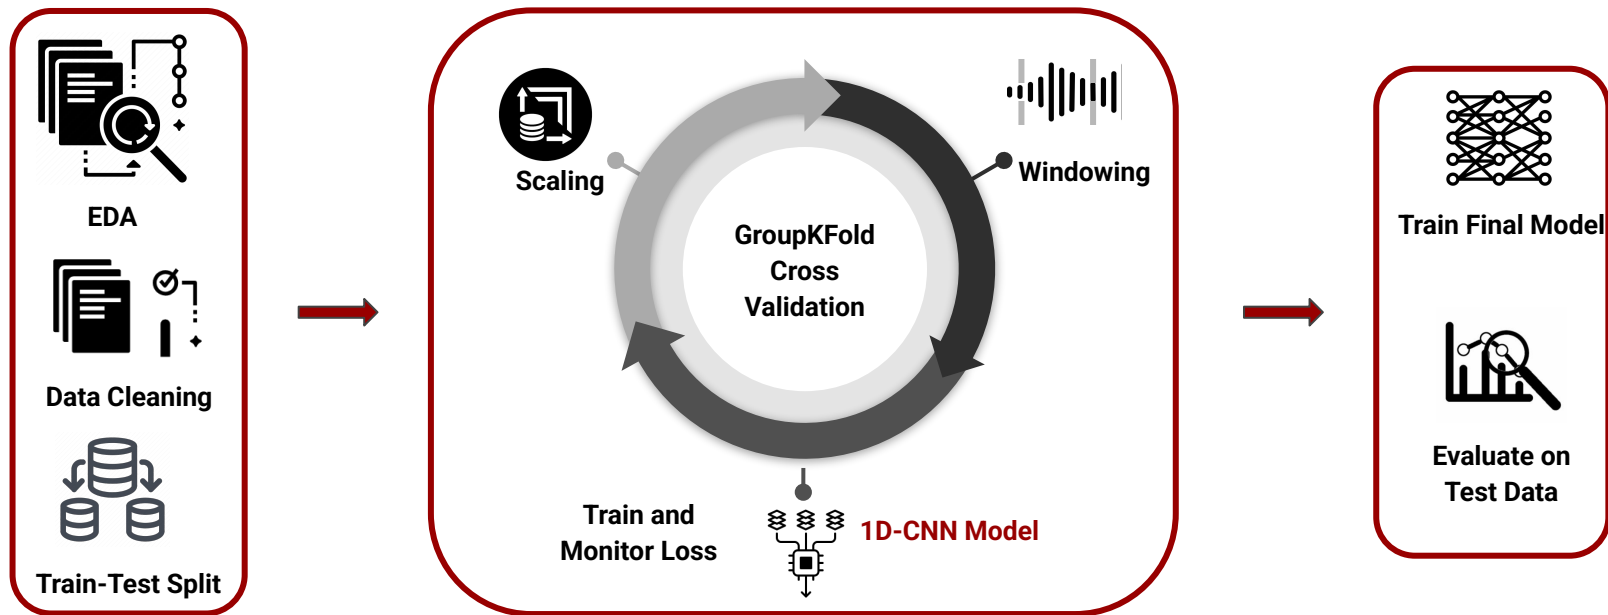 EDA
Data Cleaning
Train-Test Split
Scaling
Windowing
GroupKFold
Cross
Validation
Train and
Monitor Loss
1D-CNN Model
Train Final Model
Evaluate on
Test Data